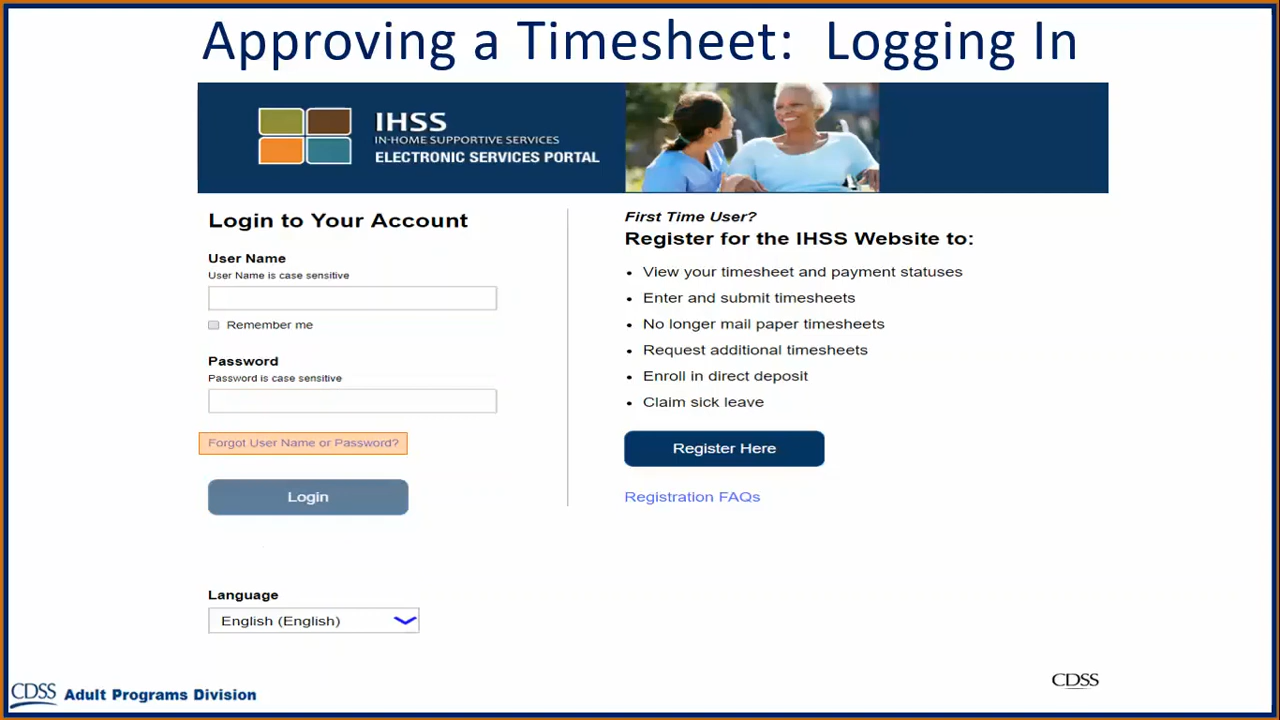 Approving a Timesheet: Logging In
IHSS
IN-HOME SUPPORTIVE SERVICES
ELECTRONIC SERVICES PORTAL
Login to Your Account
User Name
User Name is case sensitive
Remember me
Password
Password is case sensitive
Forgot User Name or Password?
Login
Language
English (English)
First Time User?
Register for the IHSS Website to:
• View your timesheet and payment statuses
• Enter and submit timesheets
• No longer mail paper timesheets
• Request additional timesheets
• Enroll in direct deposit
• Claim sick leave
Register Here
Registration FAQs
CDSS Adult Programs Division
CDSS